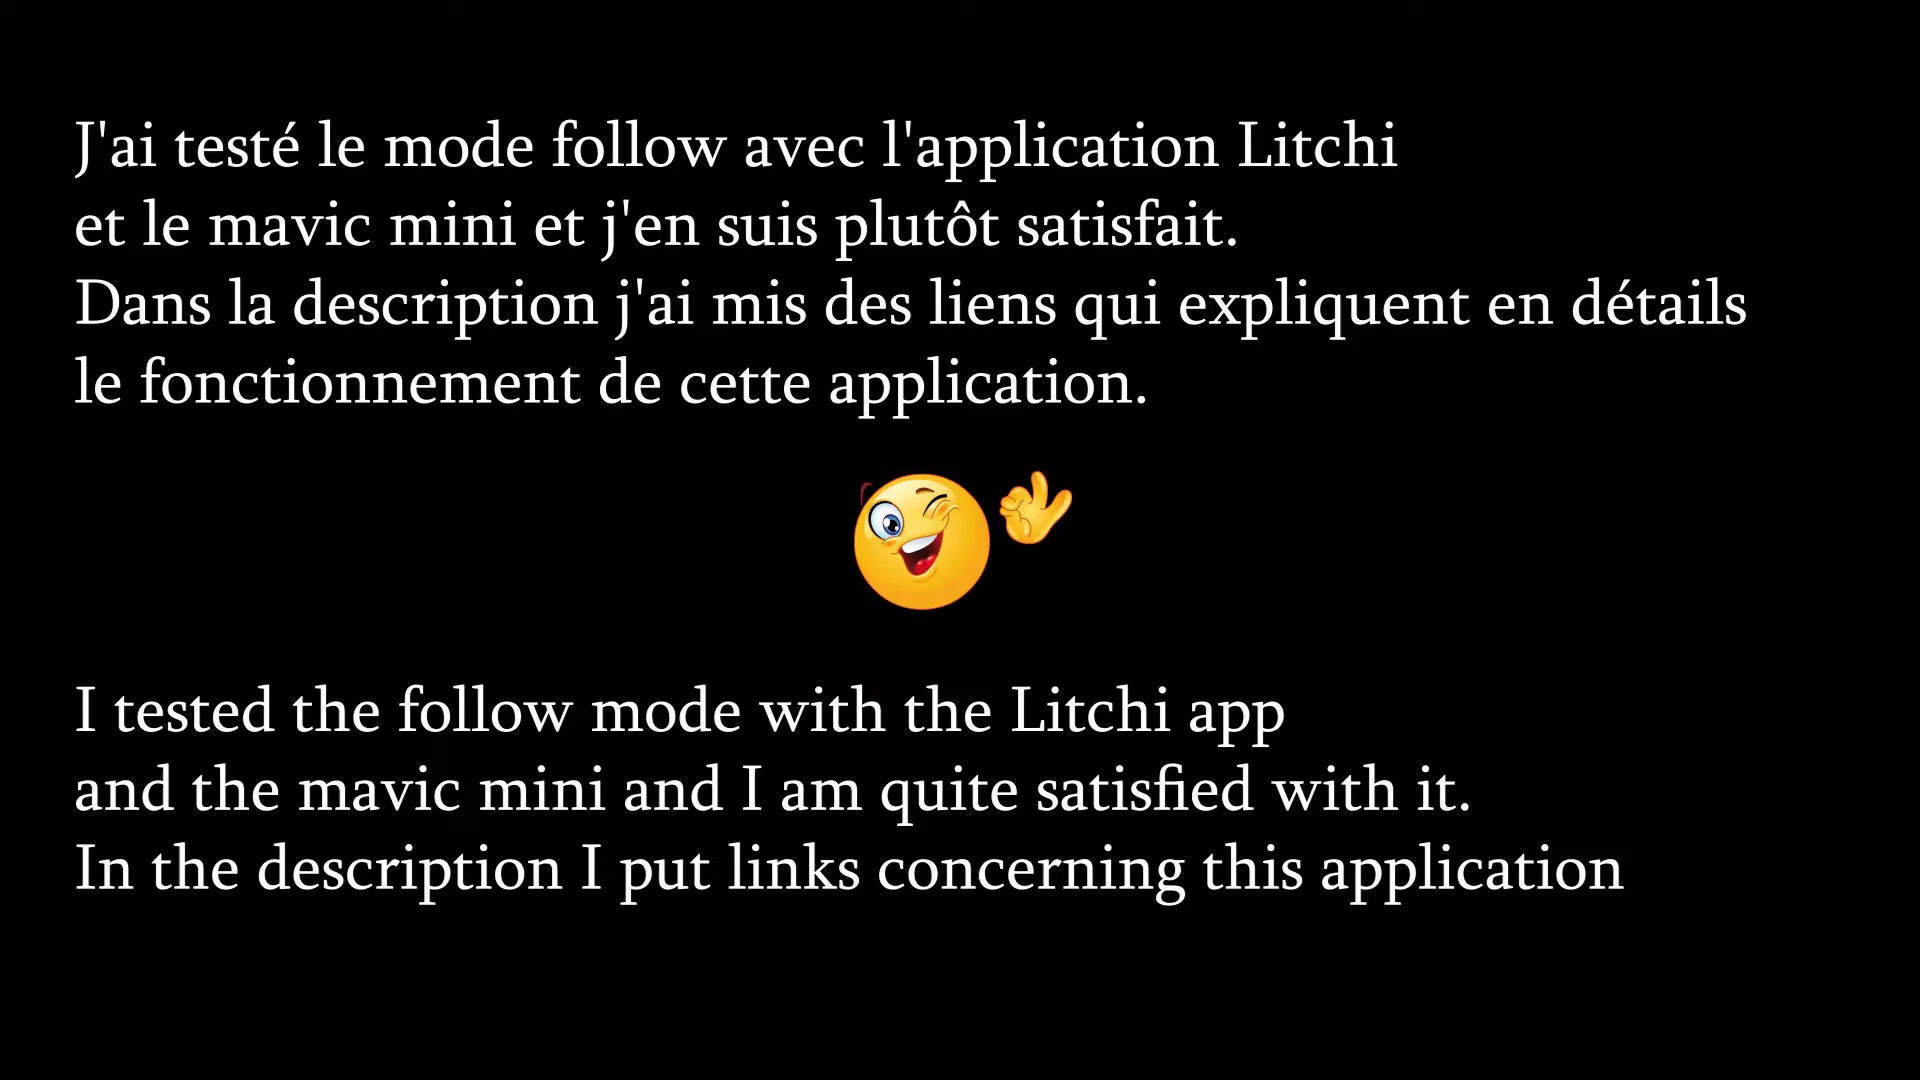 J'ai testé le mode follow avec l'application Litchi
et le mavic mini et j'en suis plutôt satisfait.
Dans la description j'ai mis des liens qui expliquent en détails
le fonctionnement de cette application.
I tested the follow mode with the Litchi app
and the mavic mini and I am quite satisfied with it.
In the description I put links concerning this application